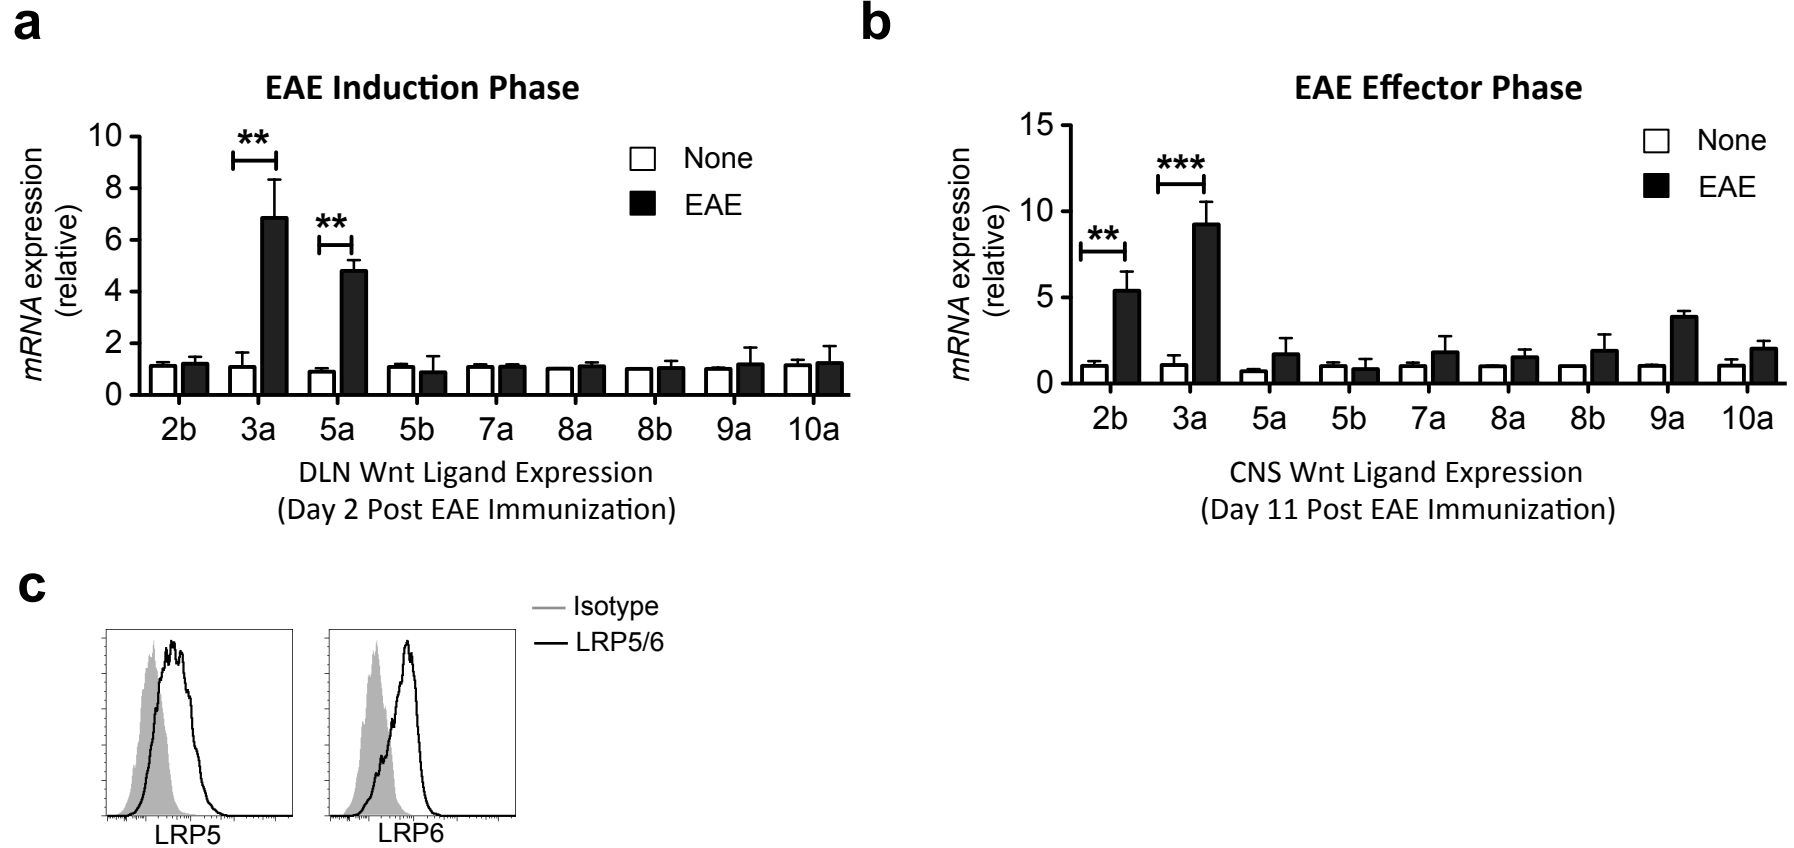 a
EAE Induction Phase
mRNA expression
(relative)
10
8
6
4
2
0
**
**
None
EAE
2b 3a 5a 5b 7a 8a 8b 9a 10a
DLN Wnt Ligand Expression
(Day 2 Post EAE Immunization)
b
EAE Effector Phase
mRNA expression
(relative)
15
10
5
0
**
***
None
EAE
2b 3a 5a 5b 7a 8a 8b 9a 10a
CNS Wnt Ligand Expression
(Day 11 Post EAE Immunization)
c
Isotype
LRP5/6
LRP5
LRP6